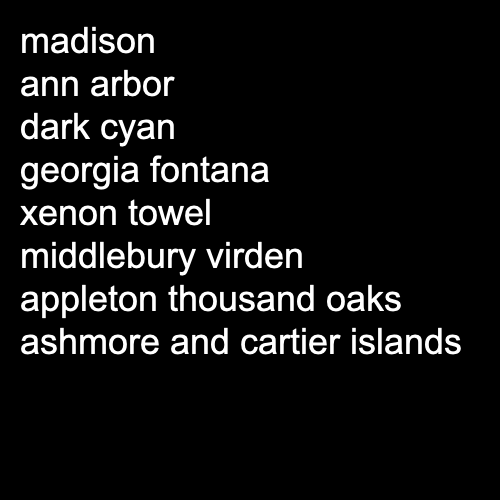 madison
ann arbor
dark cyan
georgia fontana
xenon towel
middlebury virden
appleton thousand oaks
ashmore and cartier islands